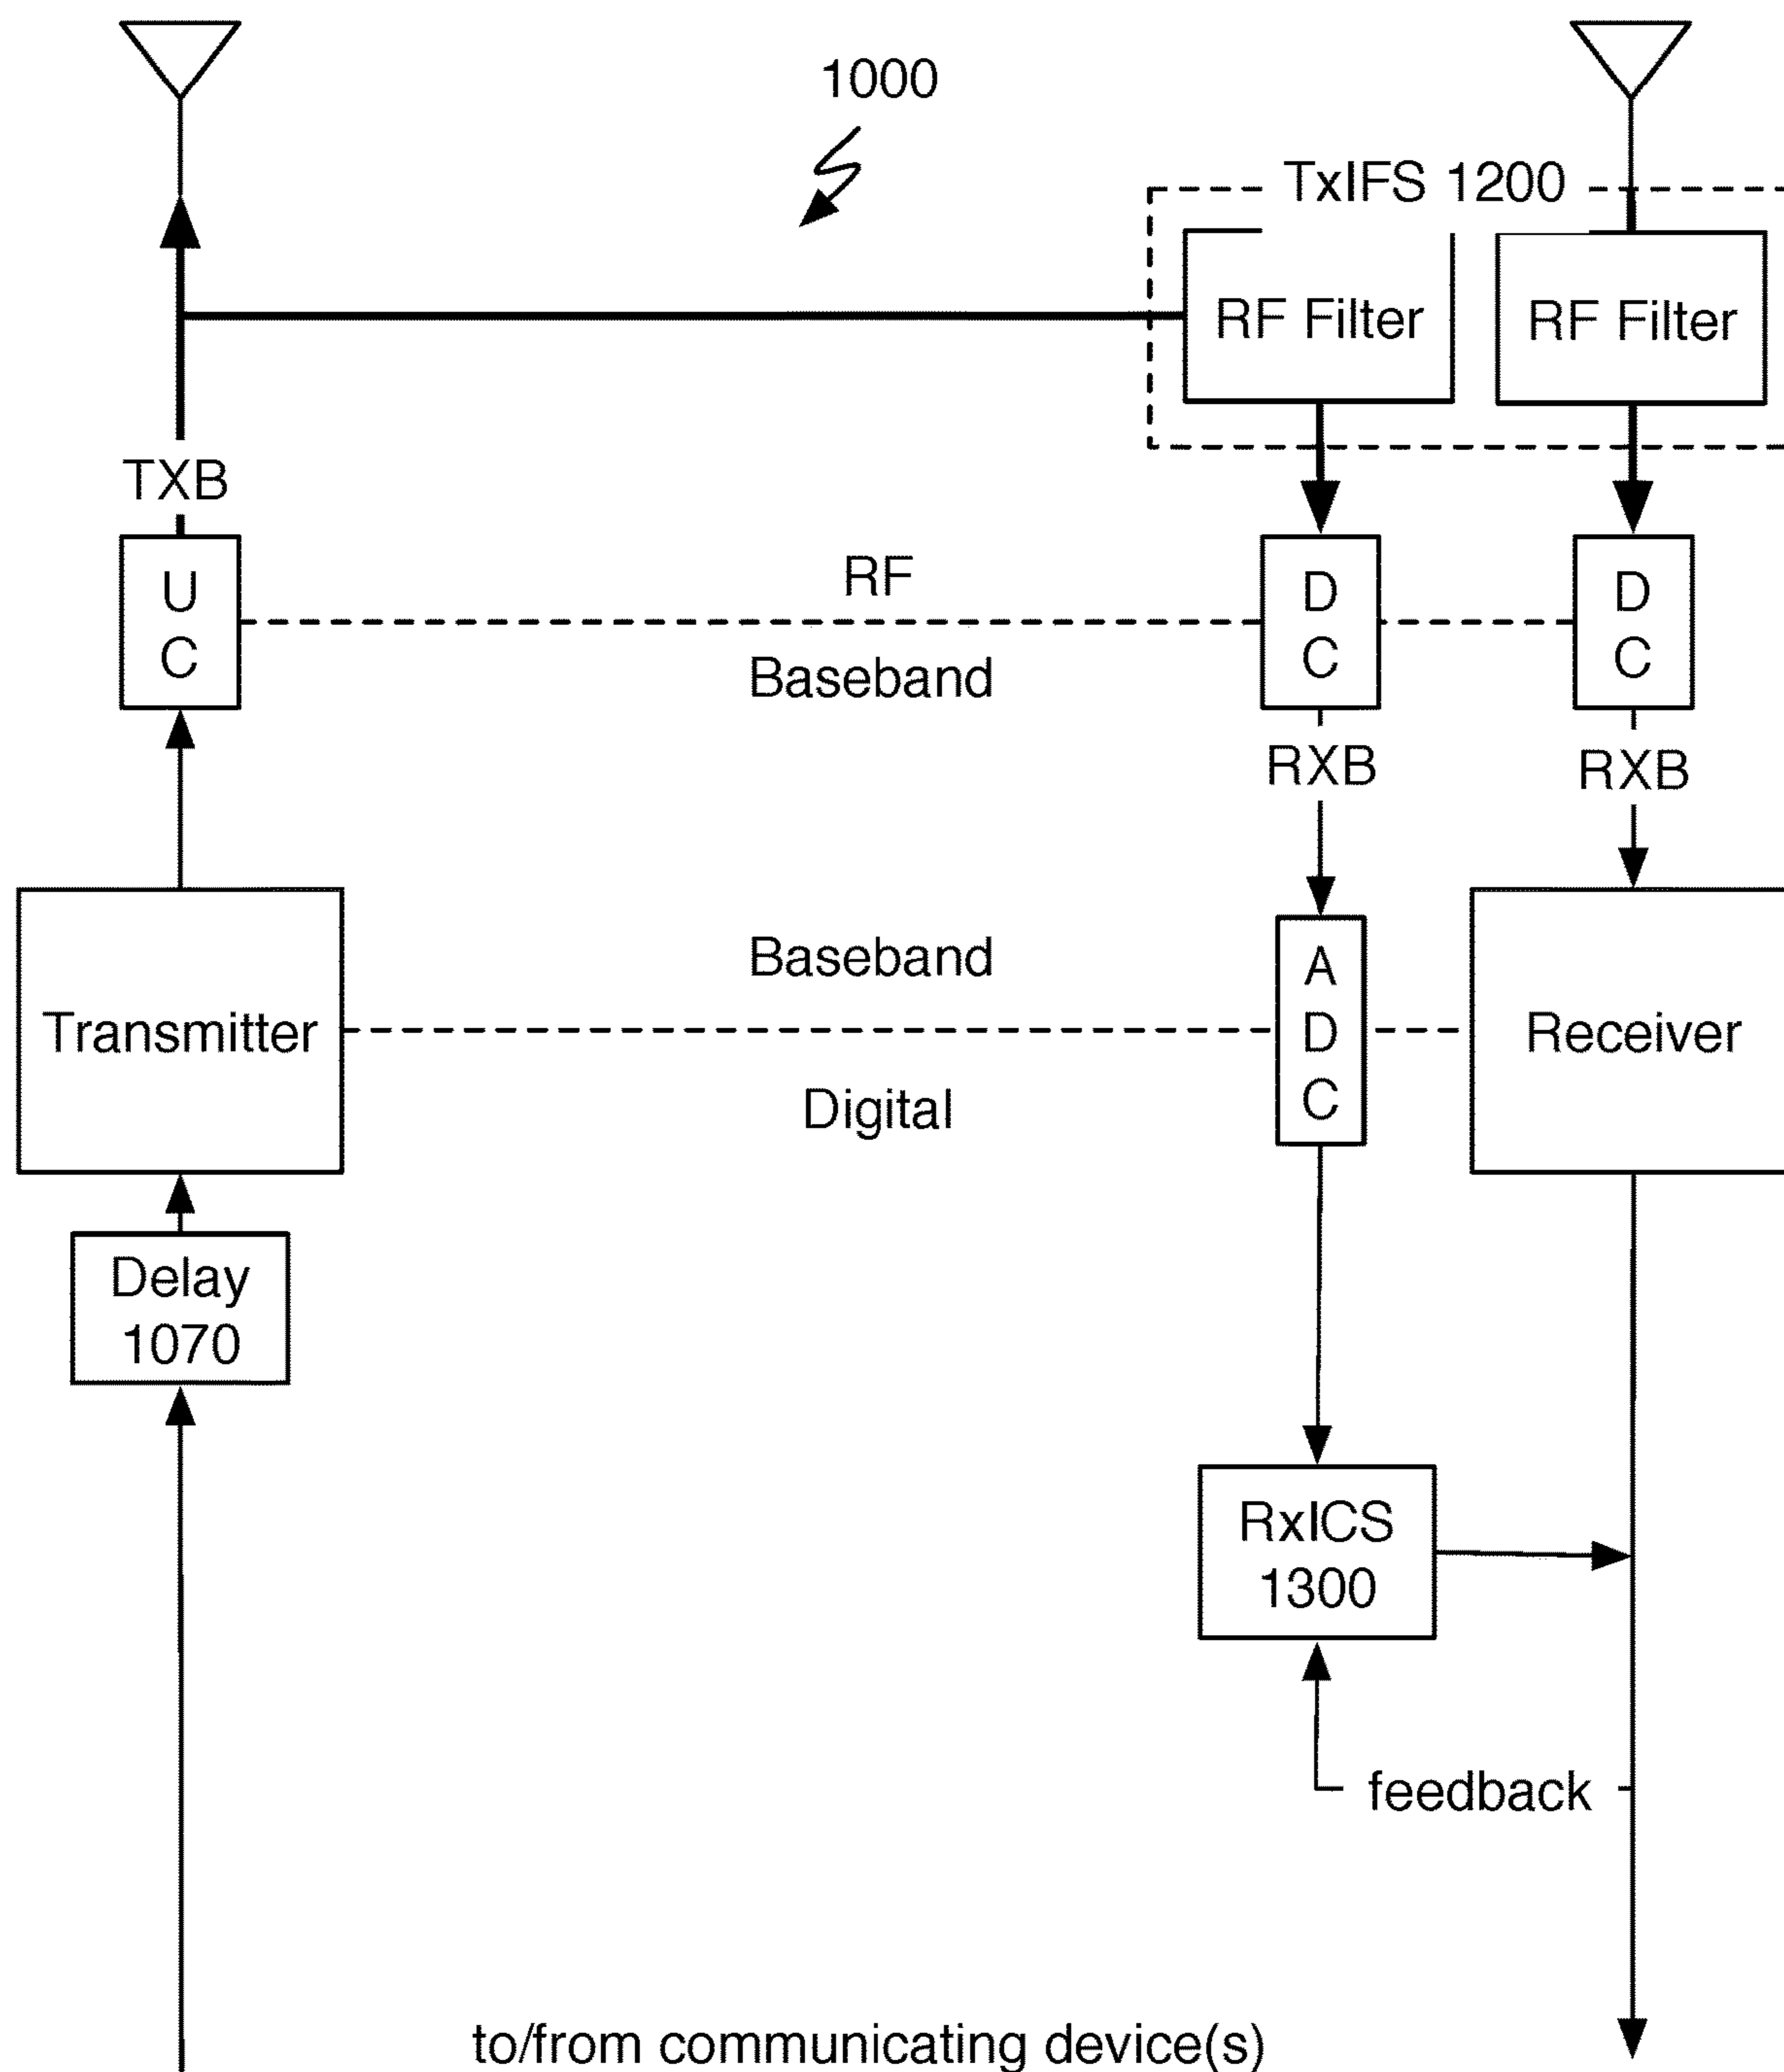 1000
TxIFS 1200
RF Filter
RF Filter
TXB
U
C
RF
Baseband
D
C
D
C
RXB
RXB
Transmitter
Baseband
Digital
A
D
C
Receiver
Delay
1070
RxICS
1300
feedback
to/from communicating device(s)